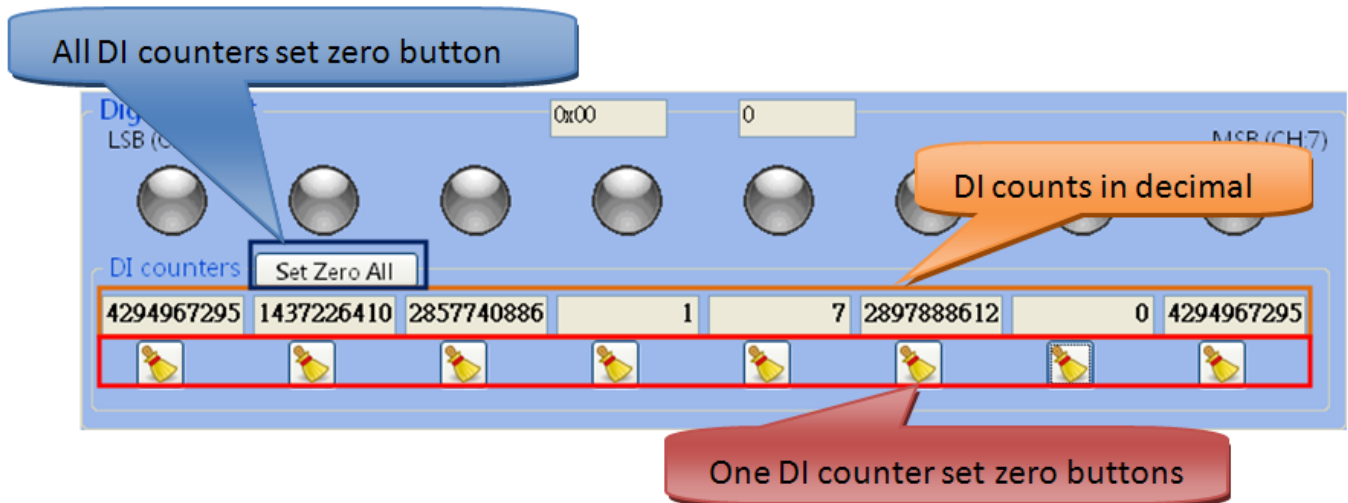 All DI counters set zero button
0x00 0
LSB (C
MSB (CH:7)
DI counts in decimal
DI counters Set Zero All
4294967295 1437226410 2857740886 1 7 2897888612 0 4294967295
One DI counter set zero buttons